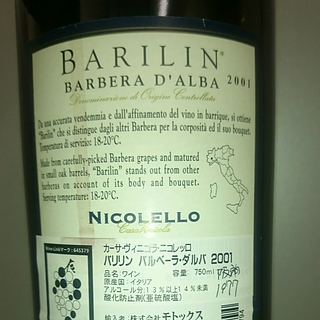 BARILIN®
BARBERA D'ALBA 2001
Denominazione di Origine Controllata
Da una accurata vendemmia e dall'affinamento del vino in barrique, si ottiene
"Barilin" che si distingue dagli altri Barbera per la corposità ed il suo bouquet.
Temperatura di servizio: 18-20°C.
Made from carefully-picked Barbera grapes and matured
in small oak barrels, "Barilin" stands out from other
barberas on account of its body and bouquet.
Serving temperature: 18-20°C.
NICOLELLO
Casa Vinicola
カーサ・ヴィニコラ・ニコレッロ
バリリン バルベーラ・ダルバ 2001
品名:ワイン 容量:750ml
原産国:イタリア
アルコール分:13%以上14%未満
酸化防止剤(亜硫酸塩)
輸入者:株式会社モトックス
1977